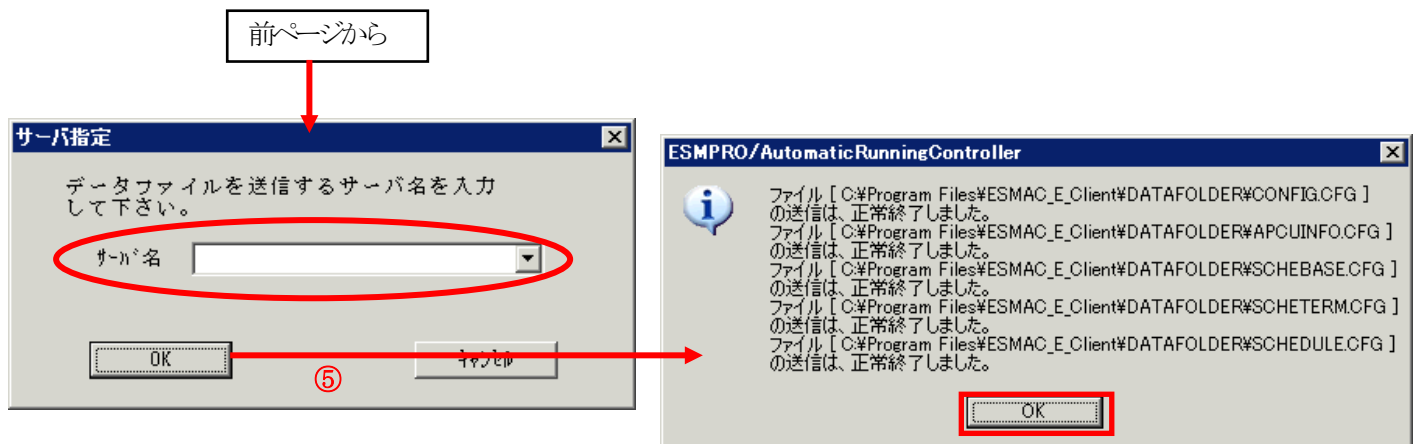 前ページから
サーバ指定
データファイルを送信するサーバ名を入力
して下さい。
ｻｰﾊﾞ名
OK
ｷｬﾝｾﾙ
⑤
ESMPRO/AutomaticRunningController
ファイル [ C:¥Program Files¥ESMAC_E_Client¥DATAFOLDER¥CONFIG.CFG ]
の送信は、正常終了しました。
ファイル [ C:¥Program Files¥ESMAC_E_Client¥DATAFOLDER¥APCUINFO.CFG ]
の送信は、正常終了しました。
ファイル [ C:¥Program Files¥ESMAC_E_Client¥DATAFOLDER¥SCHEBASE.CFG ]
の送信は、正常終了しました。
ファイル [ C:¥Program Files¥ESMAC_E_Client¥DATAFOLDER¥SCHETERM.CFG ]
の送信は、正常終了しました。
ファイル [ C:¥Program Files¥ESMAC_E_Client¥DATAFOLDER¥SCHEDULE.CFG ]
の送信は、正常終了しました。
OK